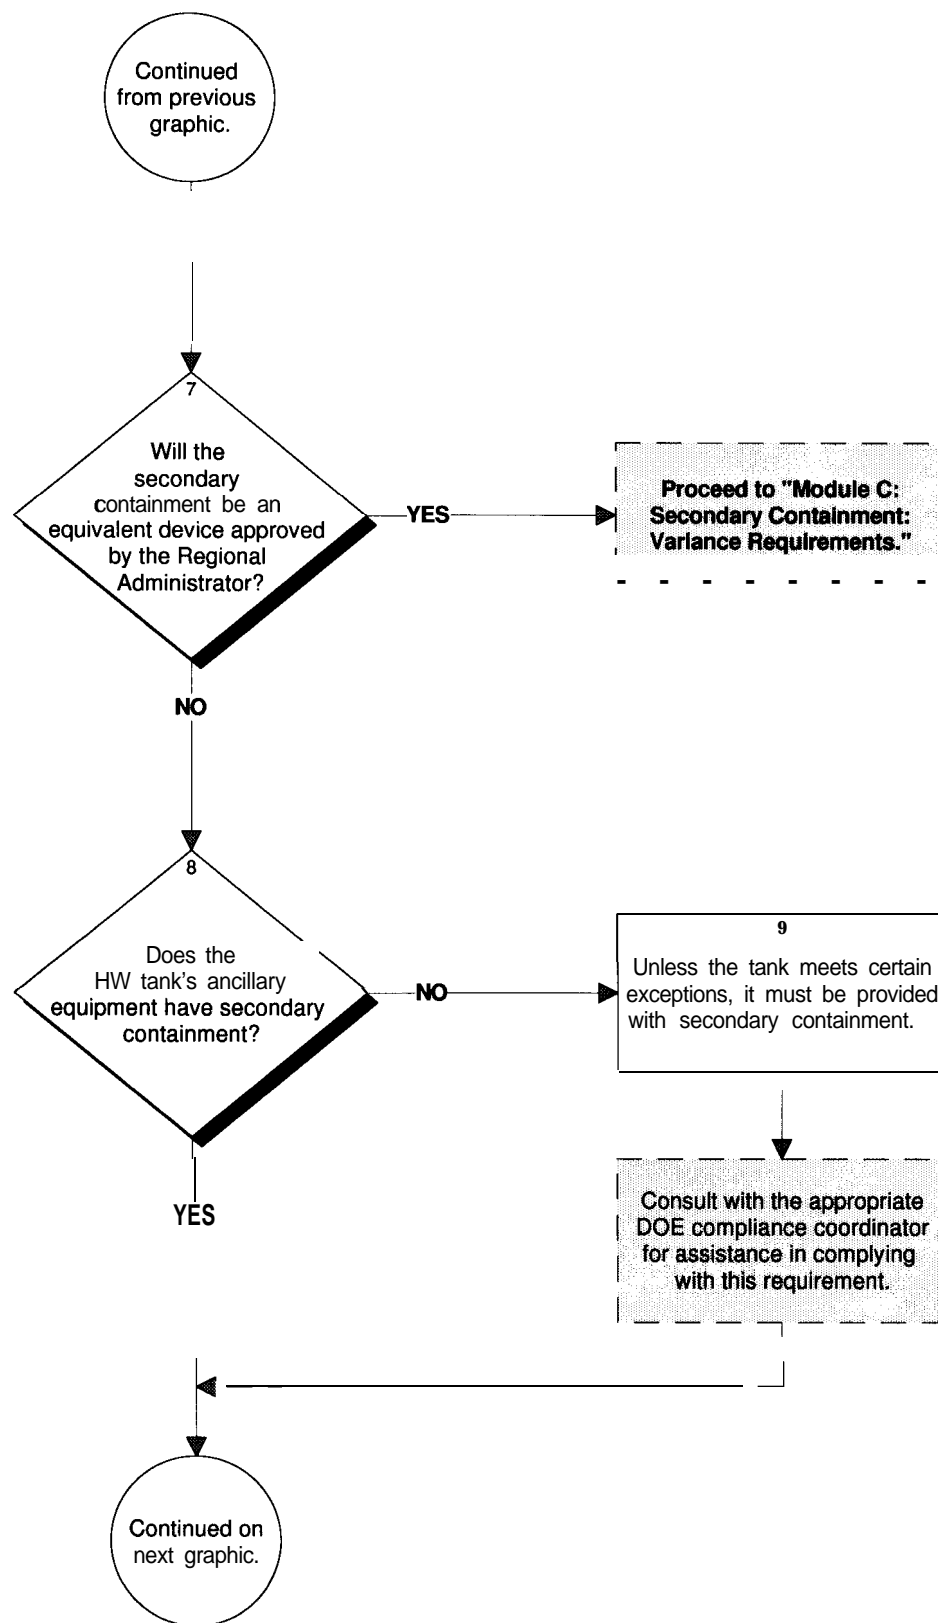 Continued
from previous
graphic.
7
Will the
secondary
containment be an
equivalent device approved
by the Regional
Administrator?
YES
Proceed to "Module C:
Secondary Containment:
Variance Requirements."
NO
8
Does the
HW tank's ancillary
equipment have secondary
containment?
NO
9
Unless the tank meets certain
exceptions, it must be provided
with secondary containment.
YES
Consult with the appropriate
DOE compliance coordinator
for assistance in complying
with this requirement.
Continued on
next graphic.